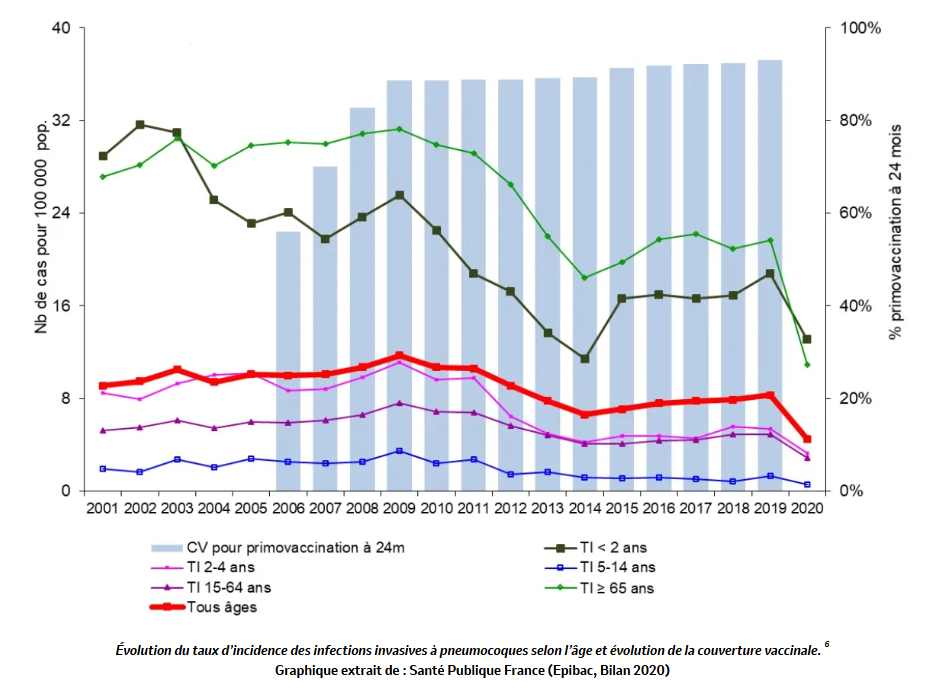 40
32
24
16
8
0
Nb de cas pour 100 000 pop.
100%
80%
60%
40%
20%
0%
% primovaccination à 24 mois
2001 2002 2003 2004 2005 2006 2007 2008 2009 2010 2011 2012 2013 2014 2015 2016 2017 2018 2019 2020
CV pour primovaccination à 24m
TI < 2 ans
TI 2-4 ans
TI 5-14 ans
TI 15-64 ans
TI ≥ 65 ans
Tous âges
Évolution du taux d’incidence des infections invasives à pneumocoques selon l’âge et évolution de la couverture vaccinale. 6
Graphique extrait de : Santé Publique France (Epibac, Bilan 2020)